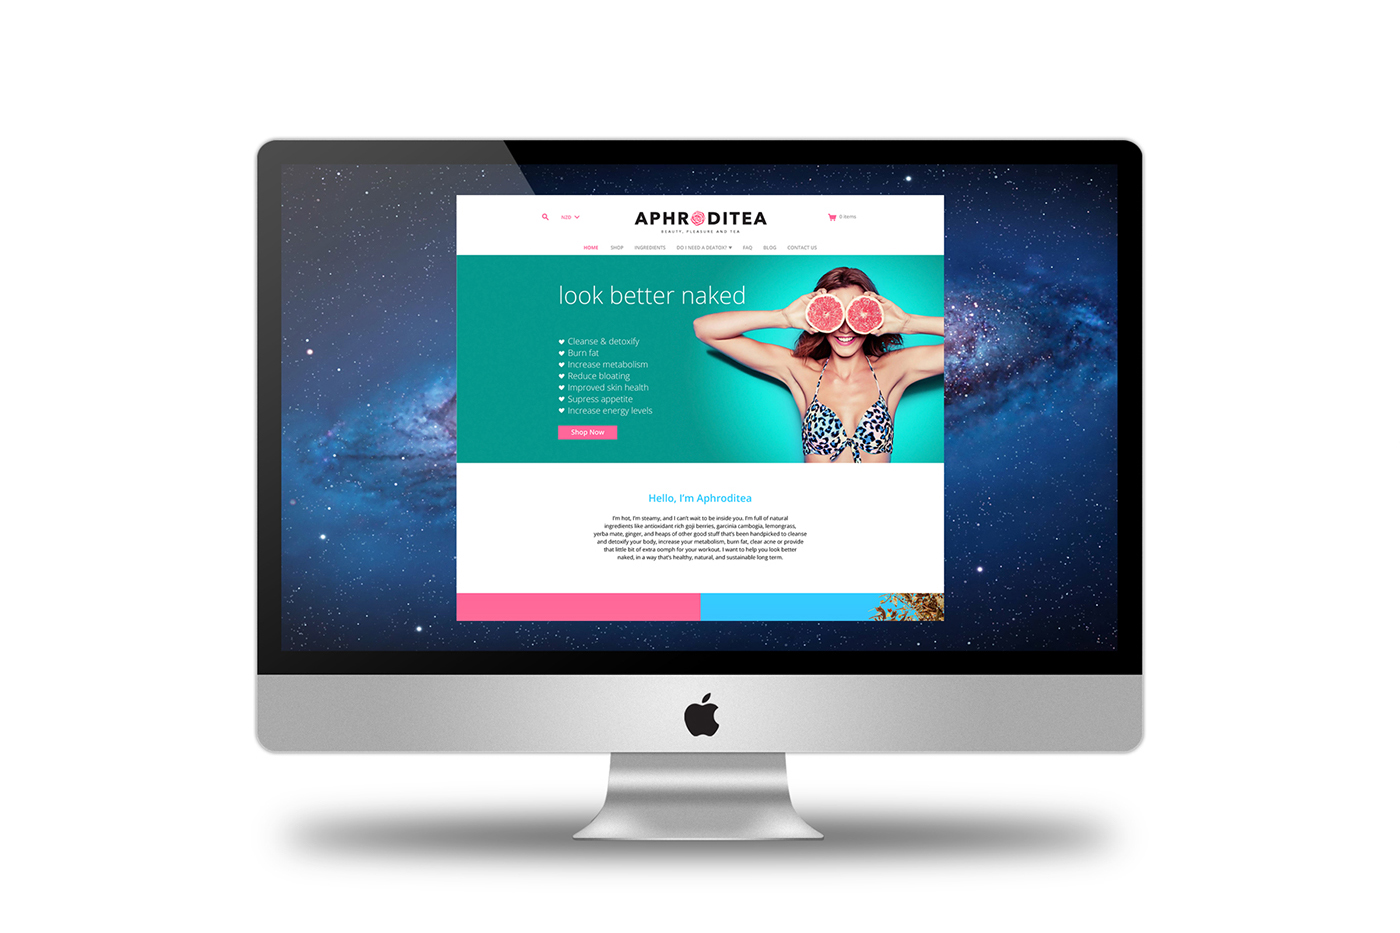 NZD
APHRODITEA
BEAUTY, PLEASURE AND TEA
0 items
HOME SHOP INGREDIENTS DO I NEED A DEATOX? FAQ BLOG CONTACT US
look better naked
Cleanse & detoxify
Burn fat
Increase metabolism
Reduce bloating
Improved skin health
Supress appetite
Increase energy levels
Shop Now
Hello, I'm Aphroditea
I'm hot, I'm steamy, and I can't wait to be inside you. I'm full of natural
ingredients like antioxidant rich goji berries, garcinia cambogia, lemongrass,
yerba mate, ginger, and heaps of other good stuff that's been handpicked to cleanse
and detoxify your body, increase your metabolism, burn fat, clear acne or provide
that little bit of extra oomph for your workout. I want to help you look better
naked, in a way that's healthy, natural, and sustainable long term.